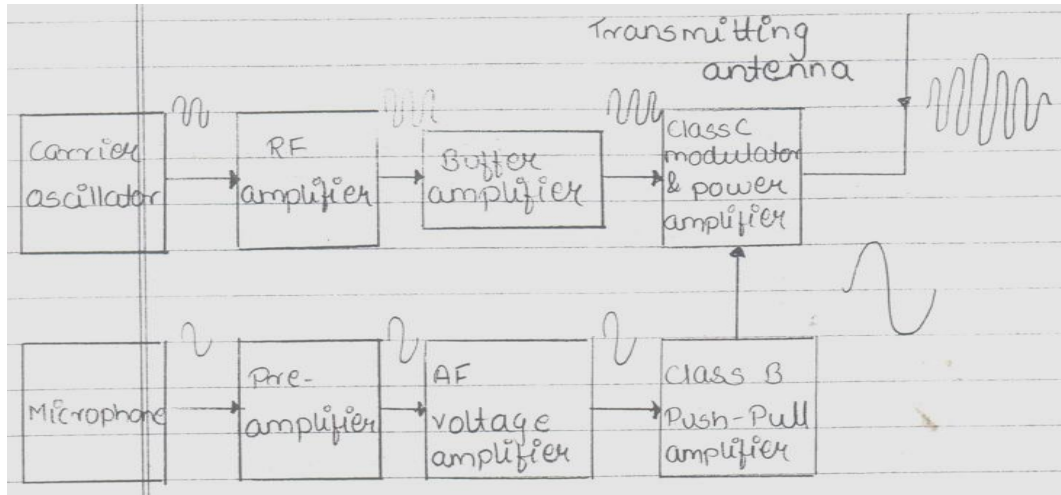 Transmitting
antenna
Carrier
oscillator
RF
amplifier
Buffer
amplifier
Class C
modulator
& power
amplifier
Microphone
Pre-
amplifier
AF
voltage
amplifier
Class B
Push-Pull
amplifier